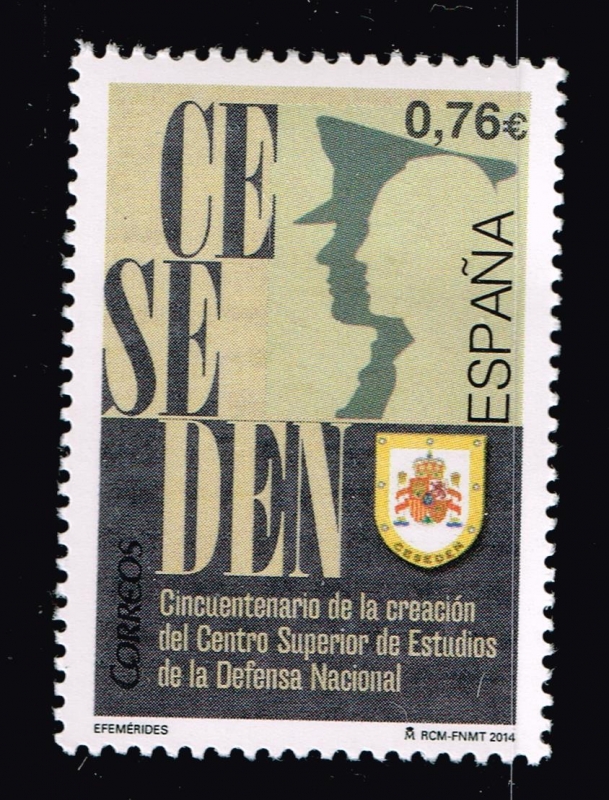 CE
SE
DEN
0,76€
ESPAÑA
CESEDEN
CORREOS
Cincuentenario de la creación
del Centro Superior de Estudios
de la Defensa Nacional
EFEMÉRIDES
RCM-FNMT 2014